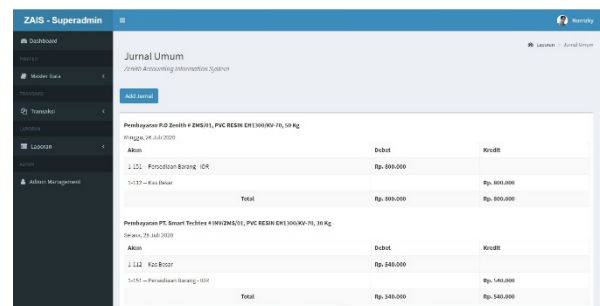 ZAIS - Superadmin
Dashboard
Laporan > Jurnal Umum
Jurnal Umum
Zenith Accounting Information System
Master Data
Add Jurnal
Transaksi
LAPORAN
Laporan
Admin Management
Pembayaran P.O Zenith # ZMS/01, PVC RESIN EH1300/KV-70, 50 Kg
Minggu, 26 Juli 2020
Akun Debet Kredit
1-151 -- Persediaan Barang - IDR Rp. 800.000
1-112 -- Kas Besar Rp. 800.000
Total Rp. 800.000 Rp. 800.000
Pembayaran PT. Smart Techtex # INV/ZMS/01, PVC RESIN EH1300/KV-70, 30 Kg
Selasa, 28 Juli 2020
Akun Debet Kredit
1-112 -- Kas Besar Rp. 540.000
1-151 -- Persediaan Barang - IDR Rp. 540.000
Total Rp. 540.000 Rp. 540.000